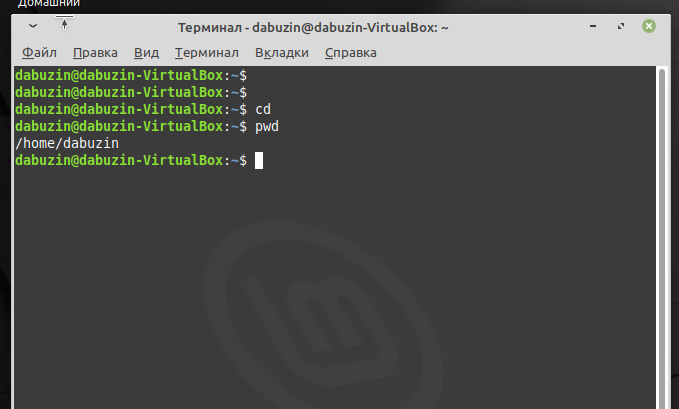 Домашний
Терминал - dabuzin@dabuzin-VirtualBox: ~
Файл Правка Вид Терминал Вкладки Справка
dabuzin@dabuzin-VirtualBox:~$
dabuzin@dabuzin-VirtualBox:~$
dabuzin@dabuzin-VirtualBox:~$ cd
dabuzin@dabuzin-VirtualBox:~$ pwd
/home/dabuzin
dabuzin@dabuzin-VirtualBox:~$